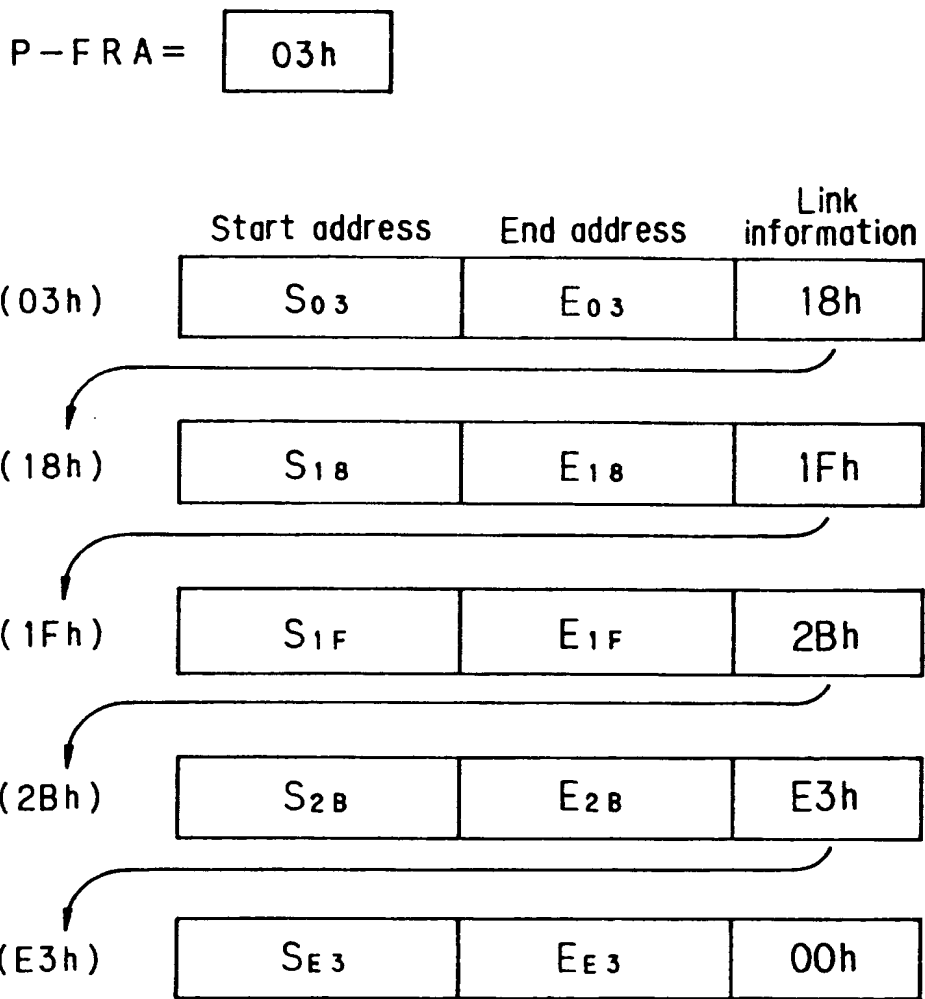 P-FRA= 03h
Start address End address Link information
(03h) S03 E03 18h
(18h) S18 E18 1Fh
(1Fh) S1F E1F 2Bh
(2Bh) S2B E2B E3h
(E3h) SE3 EE3 00h